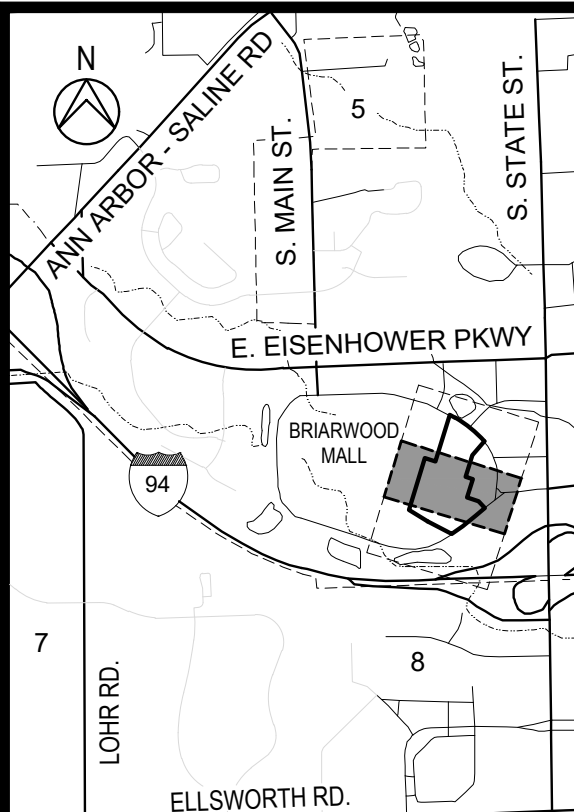 N
ANN ARBOR - SALINE RD
5
S. MAIN ST.
S. STATE ST.
E. EISENHOWER PKWY
BRIARWOOD
MALL
94
7
8
LOHR RD.
ELLSWORTH RD.